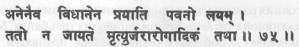 अनेनैव विधानेन प्रयाति पवनो लयम् ।
ततो न जायते मृत्युर्जरारोगादिकं तथा ॥ ७५ ॥